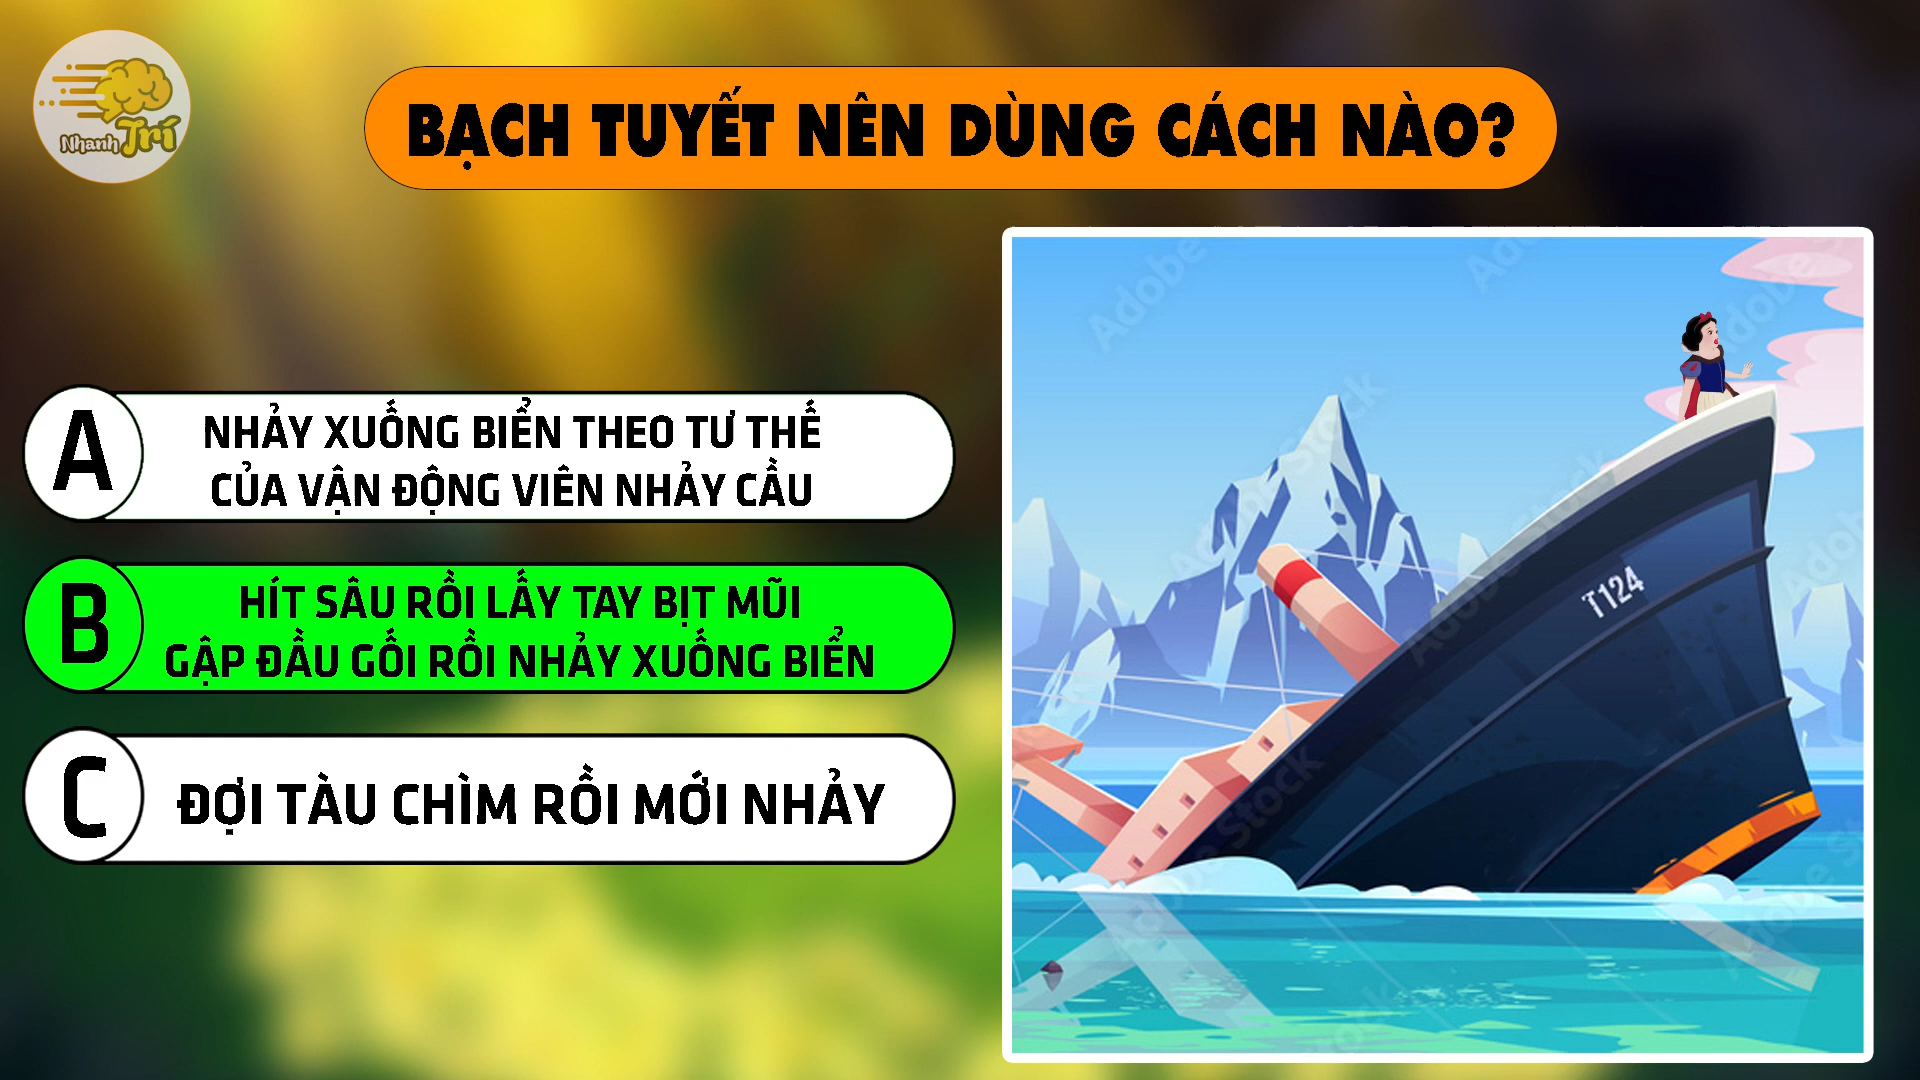 Nhanh Trí
BẠCH TUYẾT NÊN DÙNG CÁCH NÀO?
A
NHẢY XUỐNG BIỂN THEO TƯ THẾ
CỦA VẬN ĐỘNG VIÊN NHẢY CẦU
B
HÍT SÂU RỒI LẤY TAY BỊT MŨI
GẬP ĐẦU GỐI RỒI NHẢY XUỐNG BIỂN
C
ĐỢI TÀU CHÌM RỒI MỚI NHẢY
T124
Adobe Stock